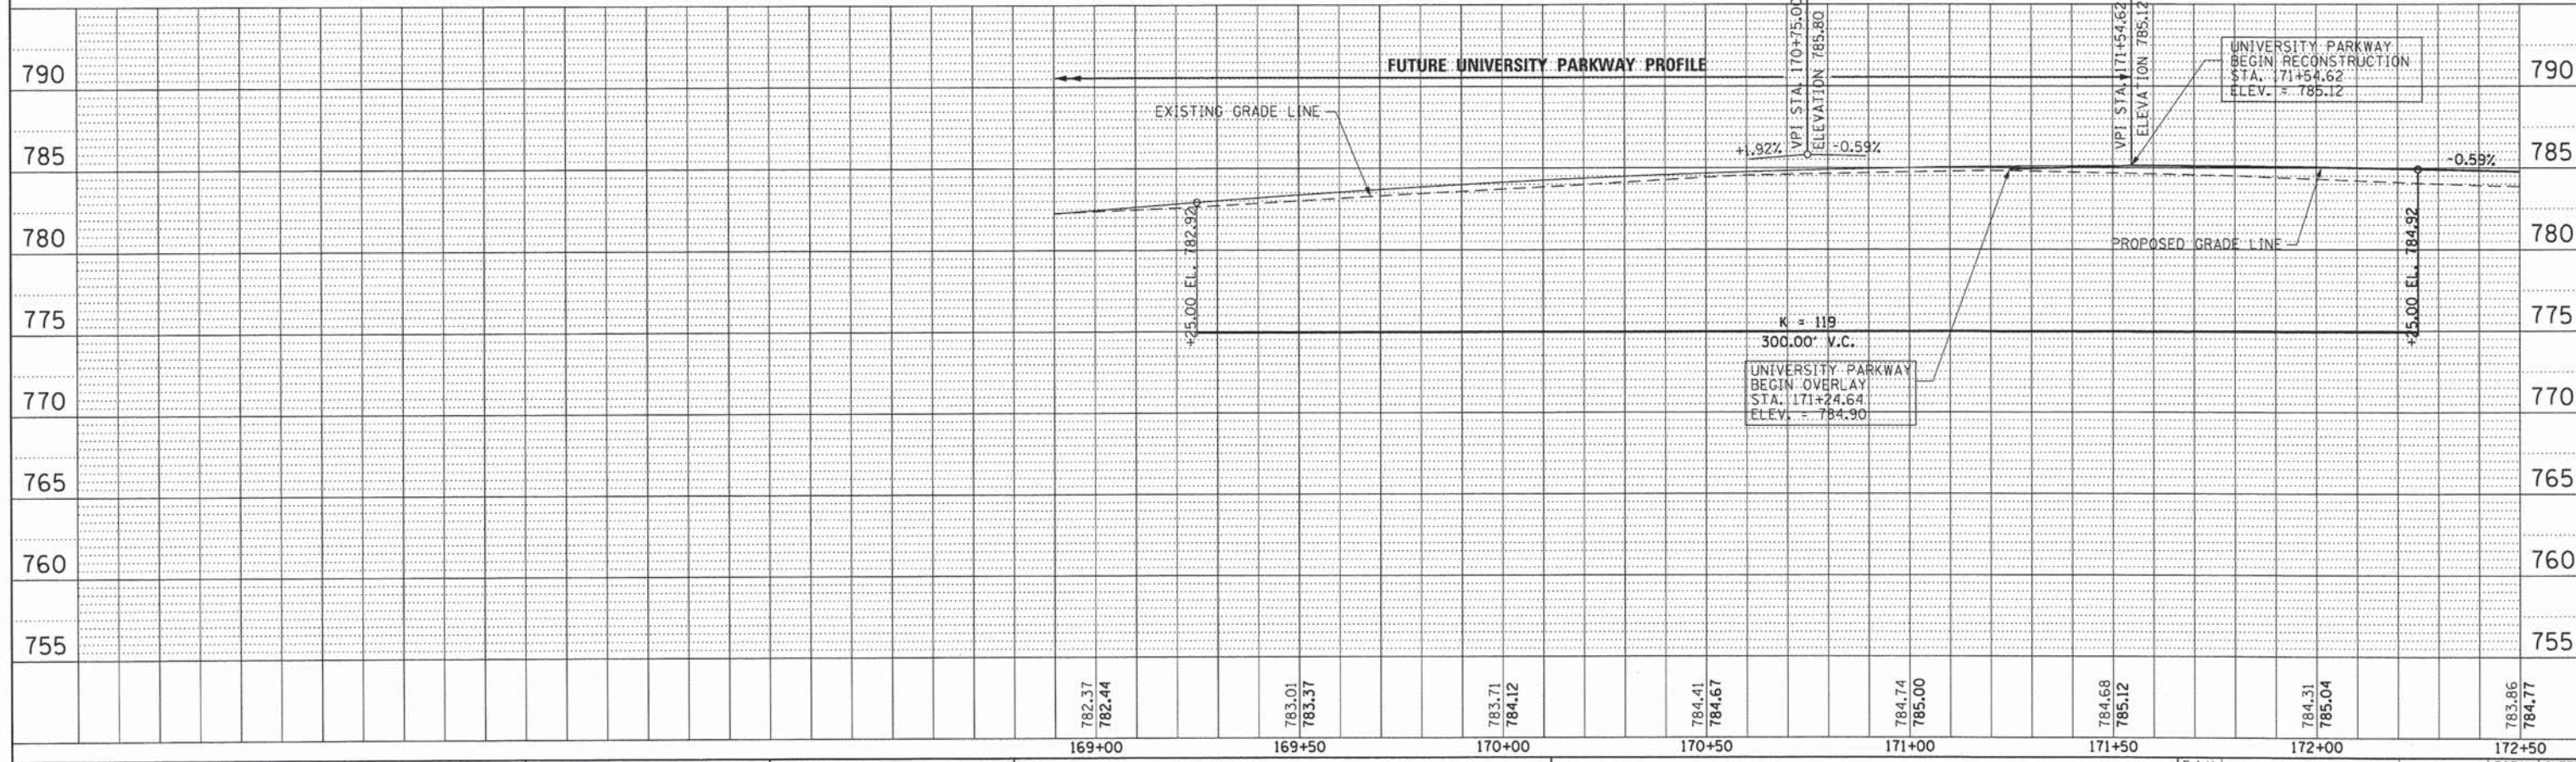 VPI STA. 170+75.00
ELEVATION 785.80
VPI STA. 171+54.62
ELEVATION 785.12
790
FUTURE UNIVERSITY PARKWAY PROFILE
UNIVERSITY PARKWAY
BEGIN RECONSTRUCTION
STA. 171+54.62
ELEV. = 785.12
790
EXISTING GRADE LINE
785
+1.92%
-0.59%
-0.59%
785
780
+25.00 EL. 782.92
PROPOSED GRADE LINE
+25.00 EL. 784.92
780
775
K = 119
300.00' V.C.
775
UNIVERSITY PARKWAY
BEGIN OVERLAY
STA. 171+24.64
ELEV. = 784.90
770
770
765
765
760
760
755
755
782.37
782.44
783.01
783.37
783.71
784.12
784.41
784.67
784.74
785.00
784.68
785.12
784.31
785.04
783.86
784.77
169+00
169+50
170+00
170+50
171+00
171+50
172+00
172+50